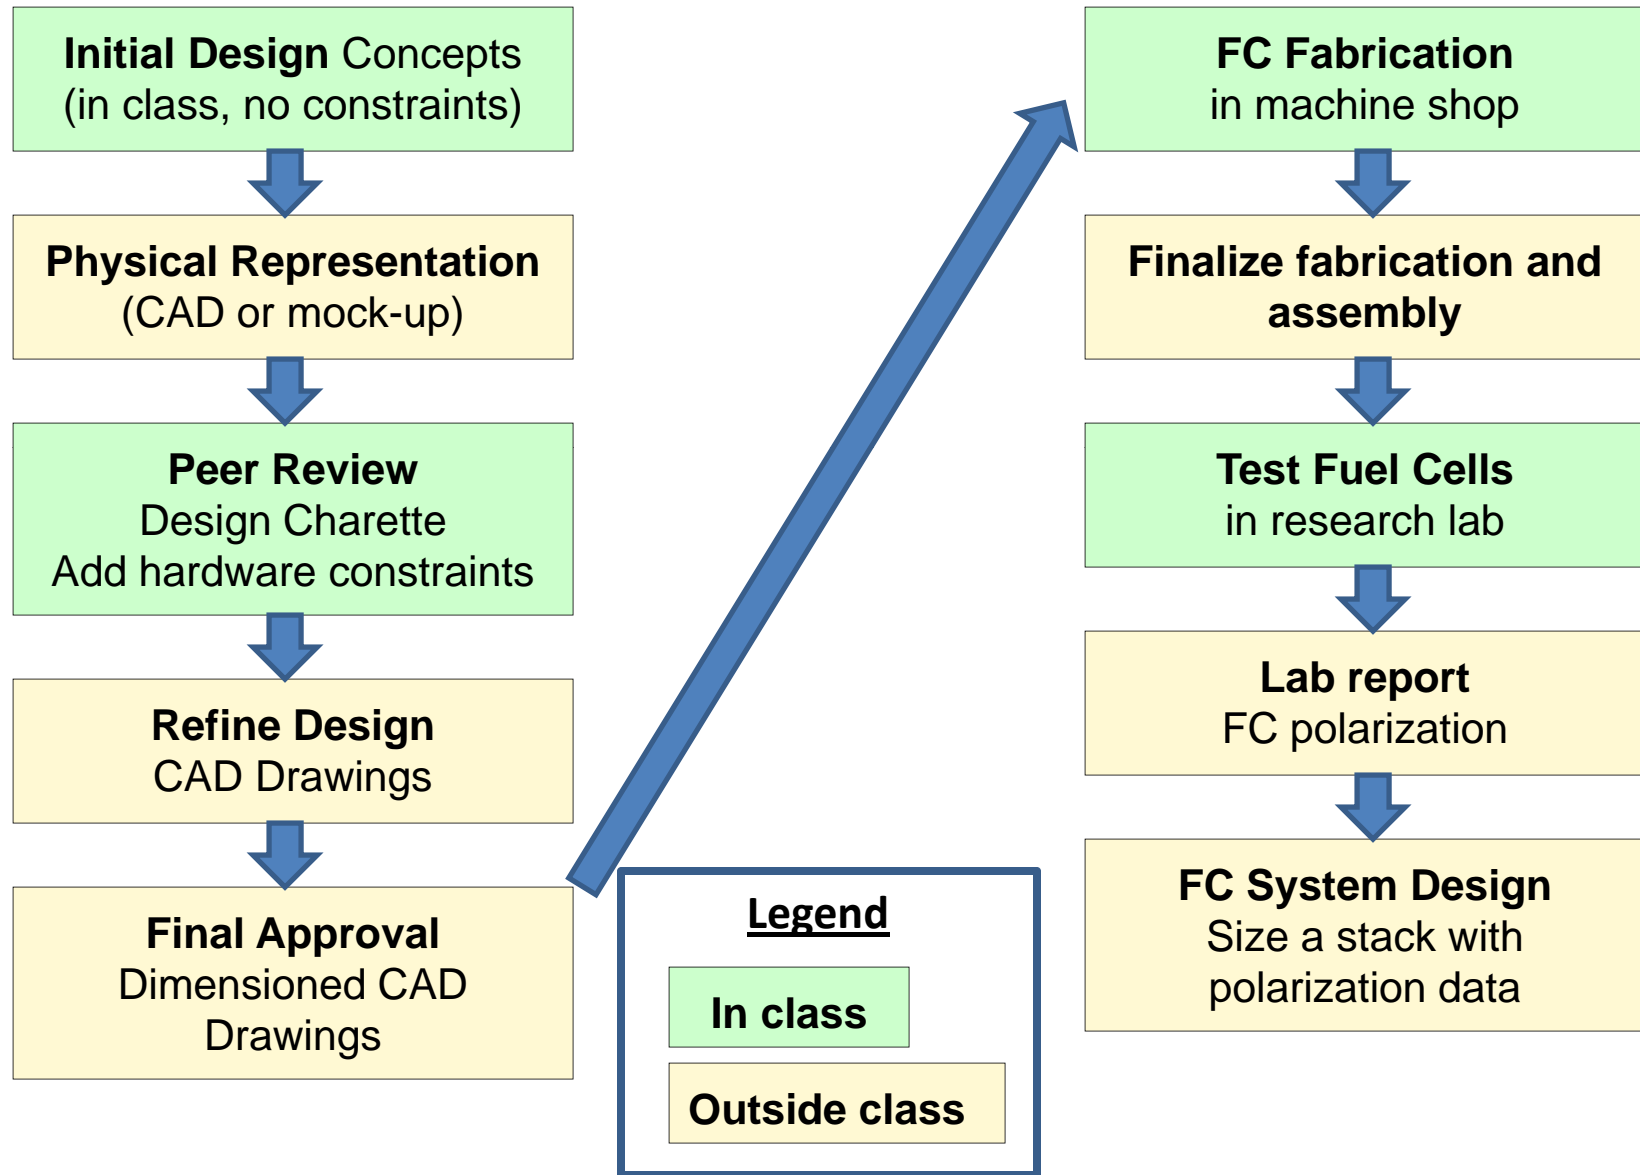 Initial Design Concepts
(in class, no constraints)
Physical Representation
(CAD or mock-up)
Peer Review
Design Charette
Add hardware constraints
Refine Design
CAD Drawings
Final Approval
Dimensioned CAD
Drawings
FC Fabrication
in machine shop
Finalize fabrication and
assembly
Test Fuel Cells
in research lab
Lab report
FC polarization
FC System Design
Size a stack with
polarization data
Legend
In class
Outside class